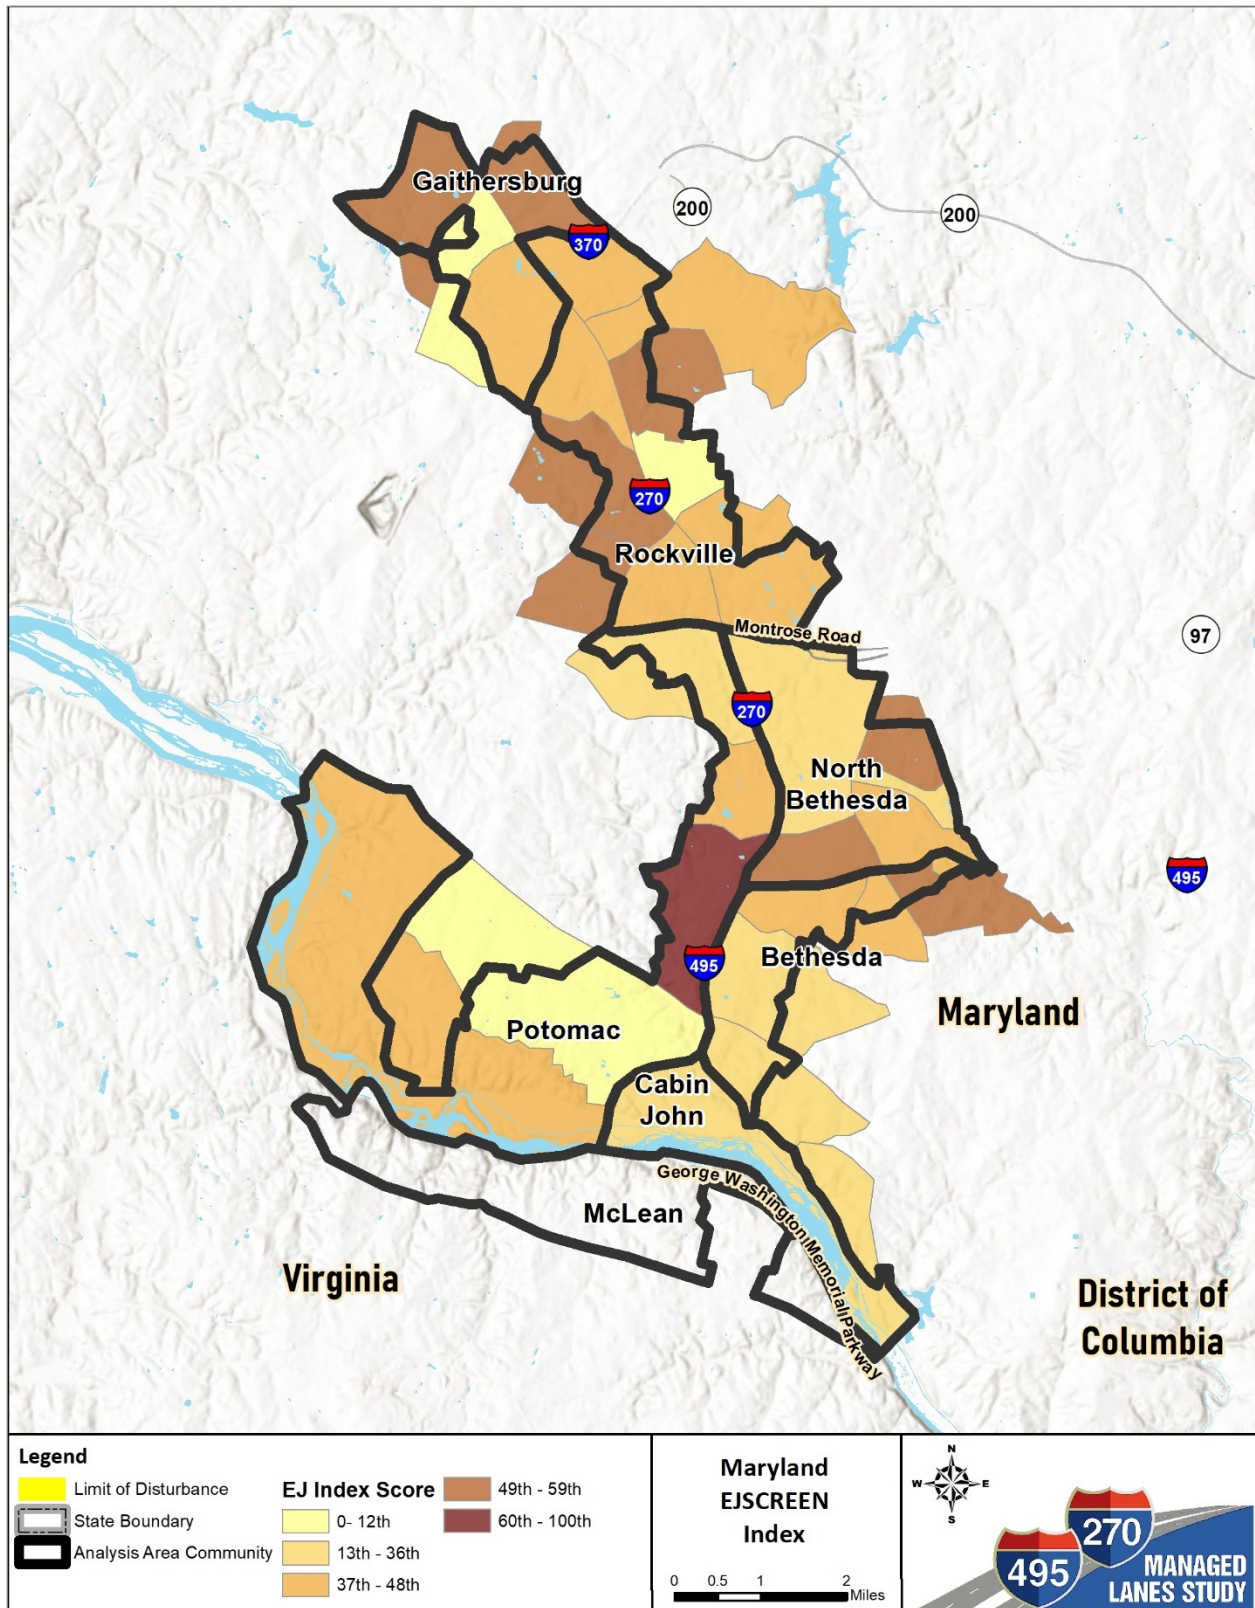 Gaithersburg
370
200
200
270
Rockville
Montrose Road
97
270
North
Bethesda
495
495
Bethesda
Maryland
Potomac
Cabin
John
George Washington Memorial Parkway
McLean
Virginia
District of
Columbia
Legend
Limit of Disturbance
State Boundary
Analysis Area Community
EJ Index Score
0- 12th
13th - 36th
37th - 48th
49th - 59th
60th - 100th
Maryland
EJSCREEN
Index
0 0.5 1 2
Miles
N
W E
S
270
495
MANAGED
LANES STUDY